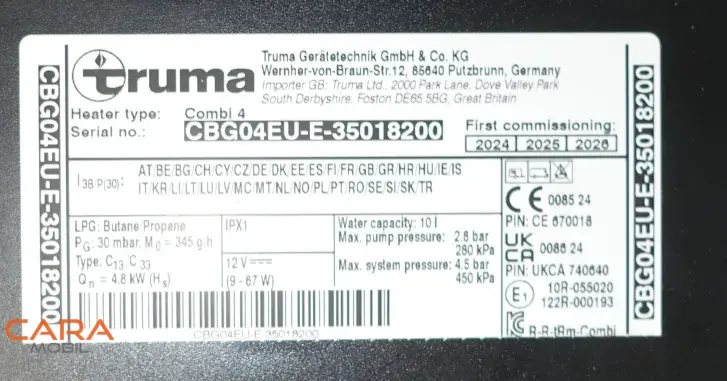 CBG04EU-E-35018200
truma
Truma Gerätetechnik GmbH & Co. KG
Wernher-von-Braun-Str.12, 85640 Putzbrunn, Germany
Importer GB: Truma Ltd., 2000 Park Lane, Dove Valley Park
South Derbyshire, Foston DE65 5BG, Great Britain
Heater type: Combi 4
Serial no.: CBG04EU-E-35018200
First commissioning:
2024 2025 2026
I3B/P(30): AT/BE/BG/CH/CY/CZ/DE/DK/EE/ES/FI/FR/GB/GR/HR/HU/IE/IS
IT/KR/LI/LT/LU/LV/MC/MT/NL/NO/PL/PT/RO/SE/SI/SK/TR
LPG: Butane/Propane
PG: 30 mbar, M0 = 345 g/h
Type: C13/C33
Qn = 4.8 kW (Hs)
IPX1
12 V
(9 - 67 W)
Water capacity: 10 l
Max. pump pressure: 2.8 bar
280 kPa
Max. system pressure: 4.5 bar
450 kPa
CE 0085 24
PIN: CE 670018
UK CA 0086 24
PIN: UKCA 740640
E1 10R-055020
122R-000193
R-R-tRm-Combi
CBG04EU-E-35018200
CBG04EU-E-35018200
CARA
MOBIL